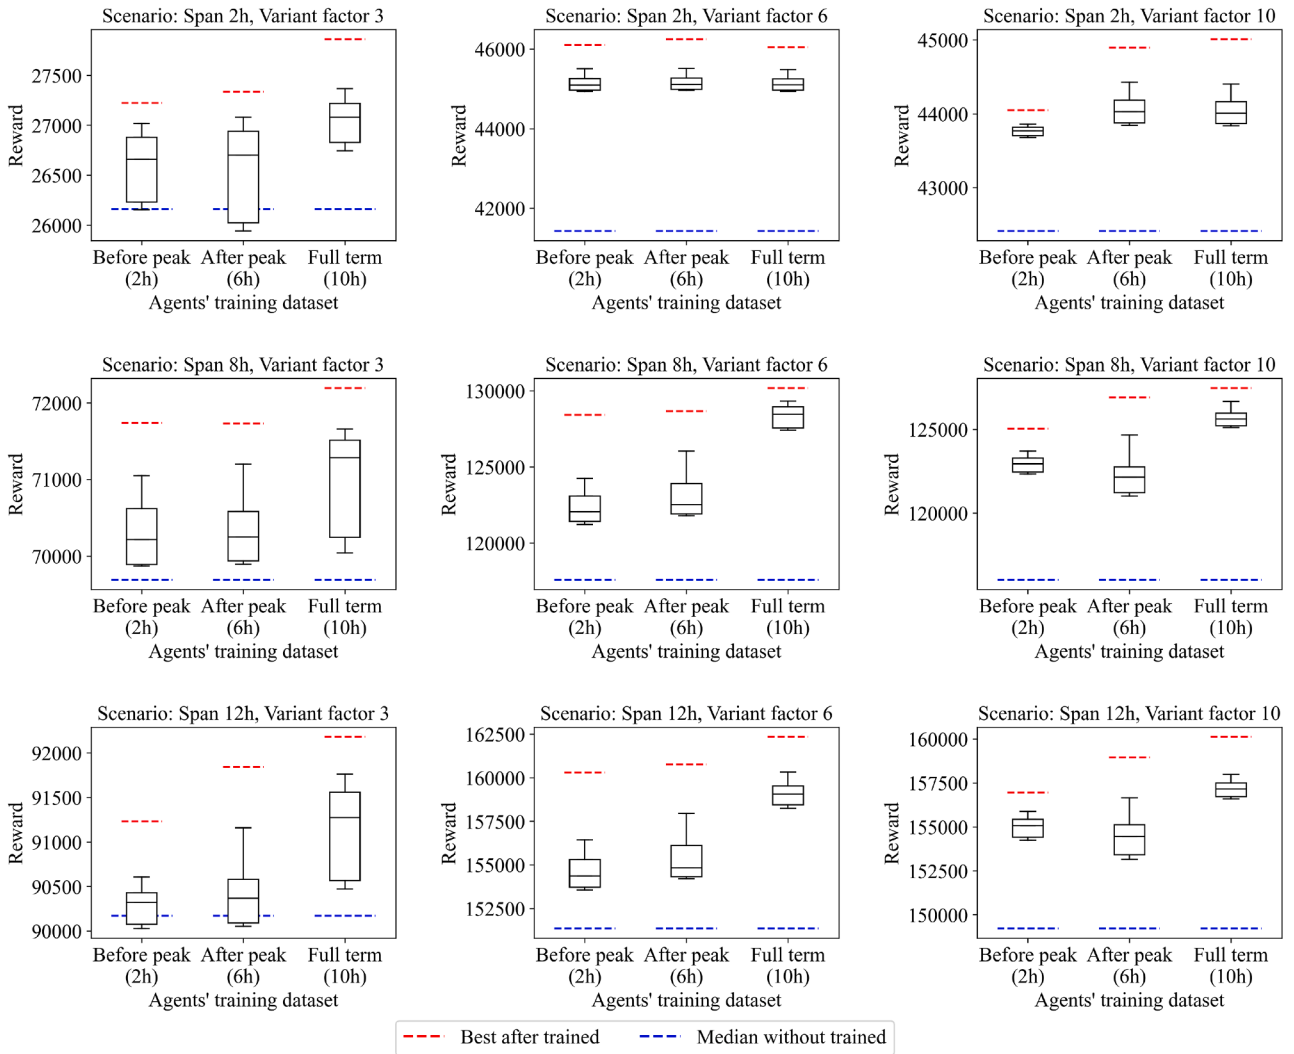 Scenario: Span 2h, Variant factor 3
27500
27000
26500
26000
Reward
Before peak (2h)
After peak (6h)
Full term (10h)
Agents' training dataset
Scenario: Span 2h, Variant factor 6
46000
44000
42000
Reward
Before peak (2h)
After peak (6h)
Full term (10h)
Agents' training dataset
Scenario: Span 2h, Variant factor 10
45000
44000
43000
Reward
Before peak (2h)
After peak (6h)
Full term (10h)
Agents' training dataset
Scenario: Span 8h, Variant factor 3
72000
71000
70000
Reward
Before peak (2h)
After peak (6h)
Full term (10h)
Agents' training dataset
Scenario: Span 8h, Variant factor 6
130000
125000
120000
Reward
Before peak (2h)
After peak (6h)
Full term (10h)
Agents' training dataset
Scenario: Span 8h, Variant factor 10
125000
120000
Reward
Before peak (2h)
After peak (6h)
Full term (10h)
Agents' training dataset
Scenario: Span 12h, Variant factor 3
92000
91500
91000
90500
90000
Reward
Before peak (2h)
After peak (6h)
Full term (10h)
Agents' training dataset
Scenario: Span 12h, Variant factor 6
162500
160000
157500
155000
152500
Reward
Before peak (2h)
After peak (6h)
Full term (10h)
Agents' training dataset
Scenario: Span 12h, Variant factor 10
160000
157500
155000
152500
150000
Reward
Before peak (2h)
After peak (6h)
Full term (10h)
Agents' training dataset
Best after trained
Median without trained